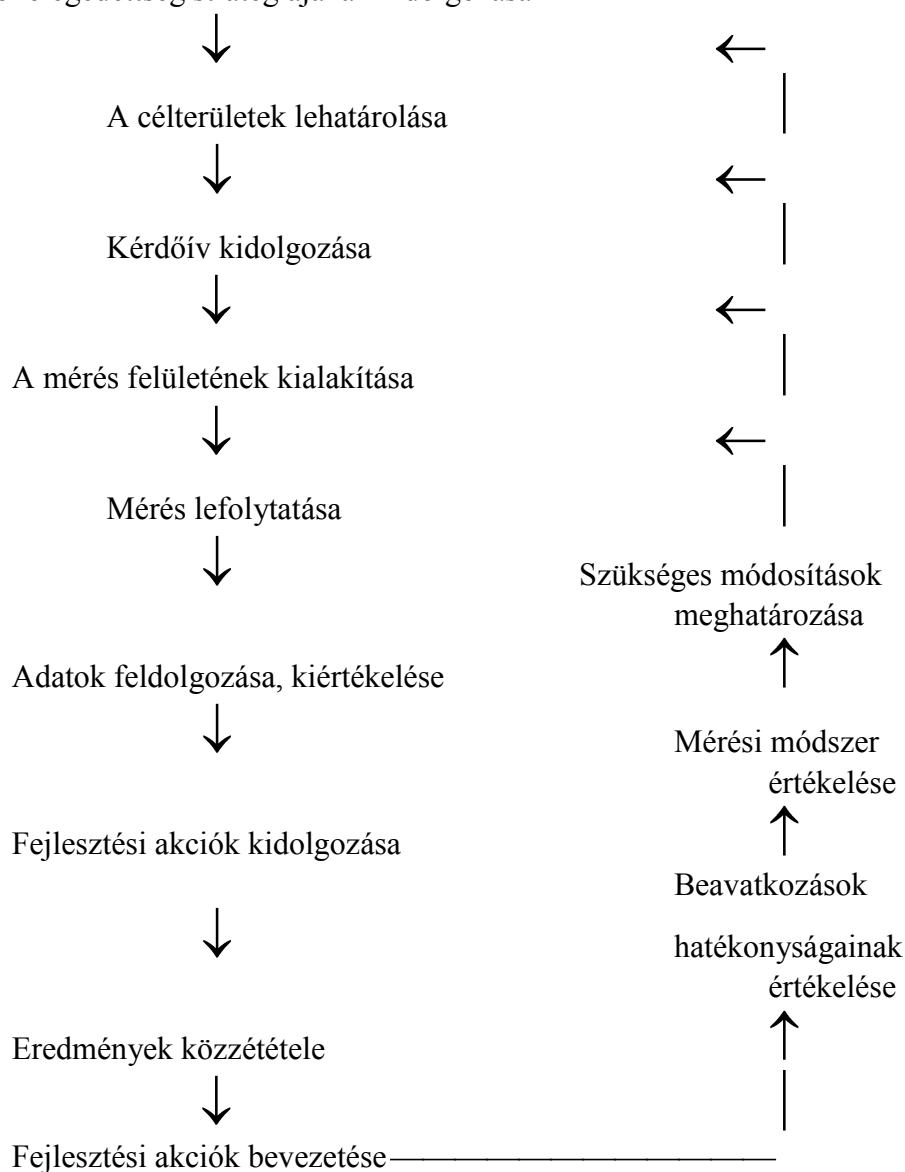 A célterületek lehatárolása
Kérdőív kidolgozása
A mérés felületének kialakítása
Mérés lefolytatása
Szükséges módosítások
meghatározása
Adatok feldolgozása, kiértékelése
Mérési módszer
értékelése
Fejlesztési akciók kidolgozása
Beavatkozások
hatékonyságainak
értékelése
Eredmények közzététele
Fejlesztési akciók bevezetése